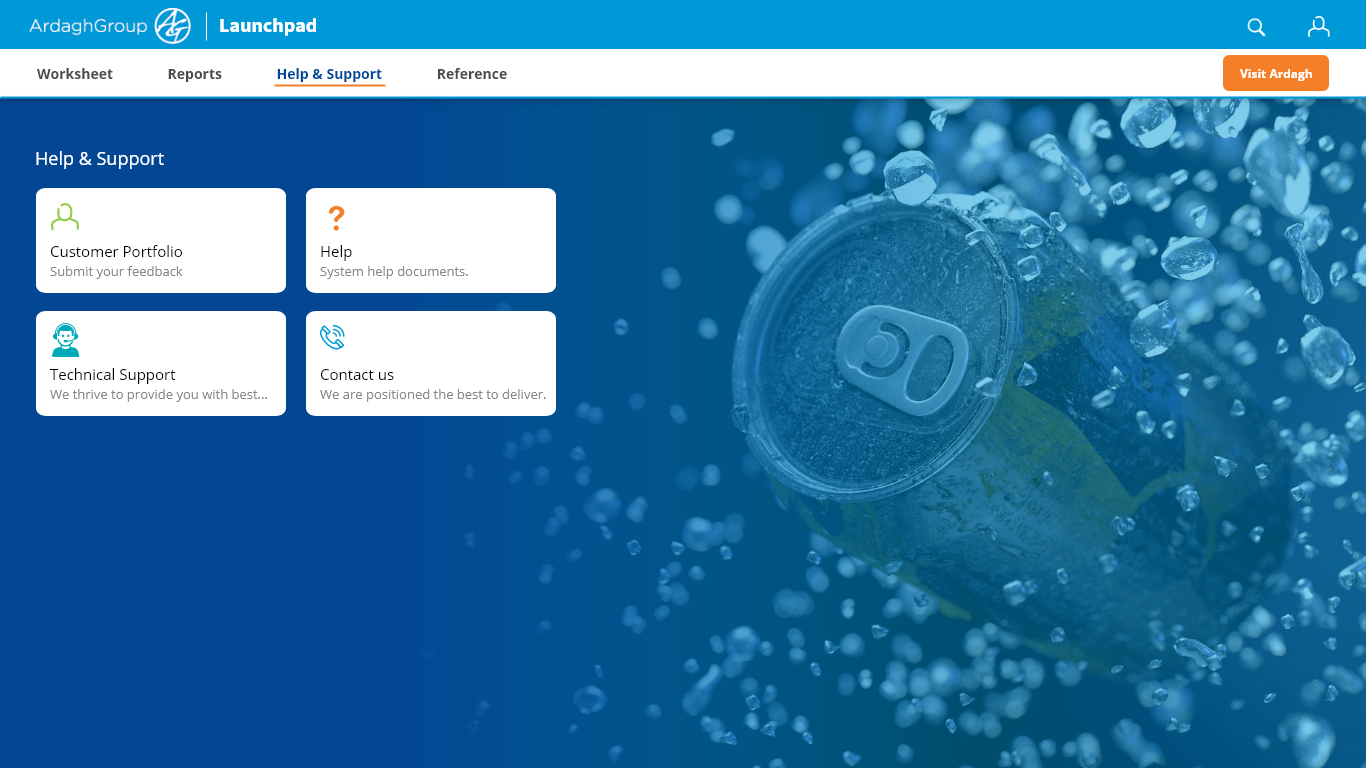 ArdaghGroup Launchpad
Worksheet Reports Help & Support Reference Visit Ardagh
Help & Support
Customer Portfolio
Submit your feedback
Help
System help documents.
Technical Support
We thrive to provide you with best...
Contact us
We are positioned the best to deliver.